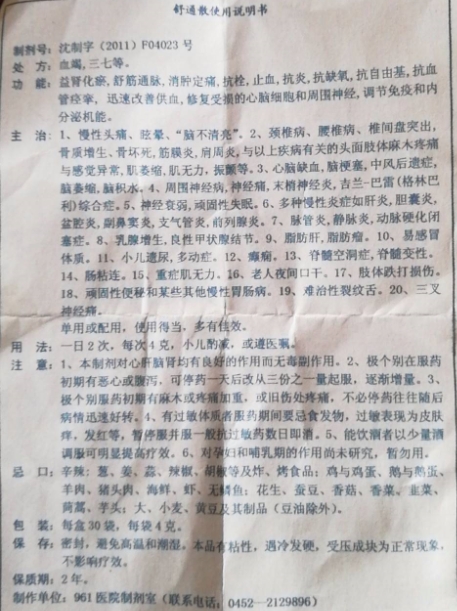 舒通散使用说明书
制剂号：沈制字（2011）F04023号
处　方：血竭，三七等。
功　能：益肾化瘀，舒筋通脉，消肿定痛，抗栓，止血，抗炎，抗缺氧，抗自由基，抗血
管痉挛，迅速改善供血，修复受损的心脑细胞和周围神经，调节免疫和内
分泌机能。
主　治：1、慢性头痛、眩晕、“脑不清亮”。2、颈椎病、腰椎病、椎间盘突出，
骨质增生、骨坏死，筋膜炎，肩周炎，与以上疾病有关的头面肢体麻木疼痛
与感觉异常，肌萎缩，肌无力，振颤等。3、心脑缺血，脑梗塞，中风后遗症，
脑萎缩，脑积水。4、周围神经病，神经痛，末梢神经炎，吉兰-巴雷（格林巴
利）综合症。5、神经衰弱，顽固性失眠。6、多种慢性炎症如肝炎，胆囊炎，
盆腔炎，副鼻窦炎，支气管炎，前列腺炎。7、脉管炎，静脉炎，动脉硬化闭
塞症。8、乳腺增生，良性甲状腺结节。9、脂肪肝，脂肪瘤。10、易感冒
体质。11、小儿遗尿，多动症。12、癫痫。13、脊髓空洞症，脊髓变性。
14、肠粘连。15、重症肌无力。16、老人夜间口干。17、肢体跌打损伤。
18、顽固性便秘和某些其他慢性胃肠病。19、难治性裂纹舌。20、三叉
神经痛。
单用或配用，使用得当，多有佳效。
用　法：一日2次，每次4克，小儿酌减，或遵医嘱。
注　意：1、本制剂对心肝脑肾均有良好的作用而无毒副作用。2、极个别在服药
初期有恶心或腹泻，可停药一天后改从三份之一量起服，逐渐增量。3、
极个别服药初期有麻木或疼痛加重，或旧伤处疼痛，不必停药往往随后
病情迅速好转。4、有过敏体质者服药期间要忌食发物，过敏表现为皮肤
痒，发红等，暂停服并服一般抗过敏药数日即消。5、能饮酒者以少量酒
调服可明显提高疗效。6、对孕妇和哺乳期的作用尚未研究，暂勿用。
忌　口：辛辣：葱、姜、蒜、辣椒、胡椒等及炸、烤食品；鸡与鸡蛋、鹅与鹅蛋，
羊肉、猪头肉、海鲜、虾、无鳞鱼；花生、蚕豆、香菇、香菜、韭菜、
茼蒿、芋头；大、小麦、黄豆及其制品（豆油除外）。
包　装：每盒30袋，每袋4克。
保　存：密封，避免高温和潮湿。本品有粘性，遇冷发硬，受压成块为正常现象，
不影响疗效。
保质期：2年。
制作单位：961医院制剂室（联系电话：0452-2129896）